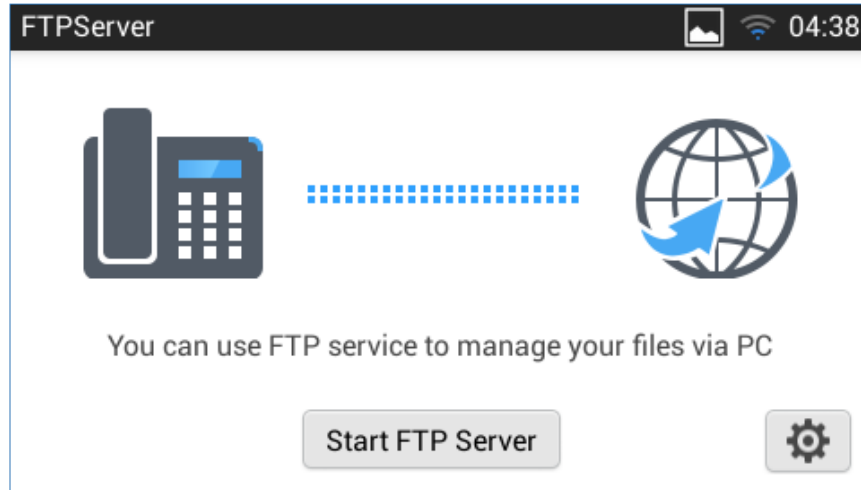 FTPServer
04:38
You can use FTP service to manage your files via PC
Start FTP Server